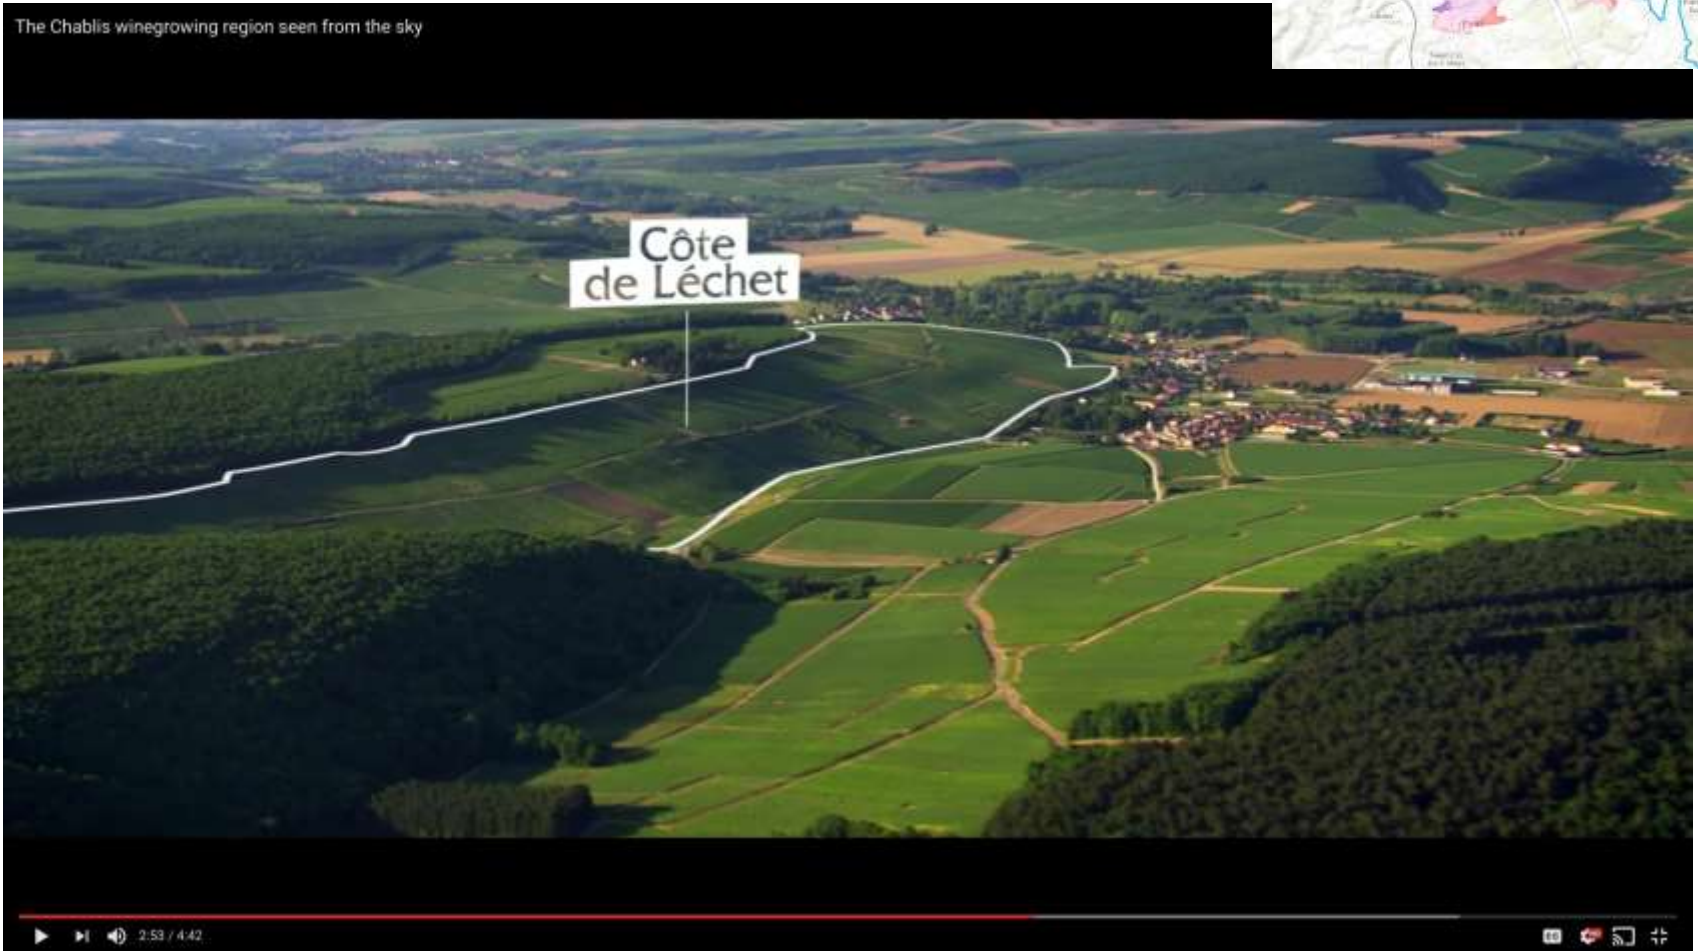 The Chablis winegrowing region seen from the sky
Côte
de Léchet
2:53 / 4:42